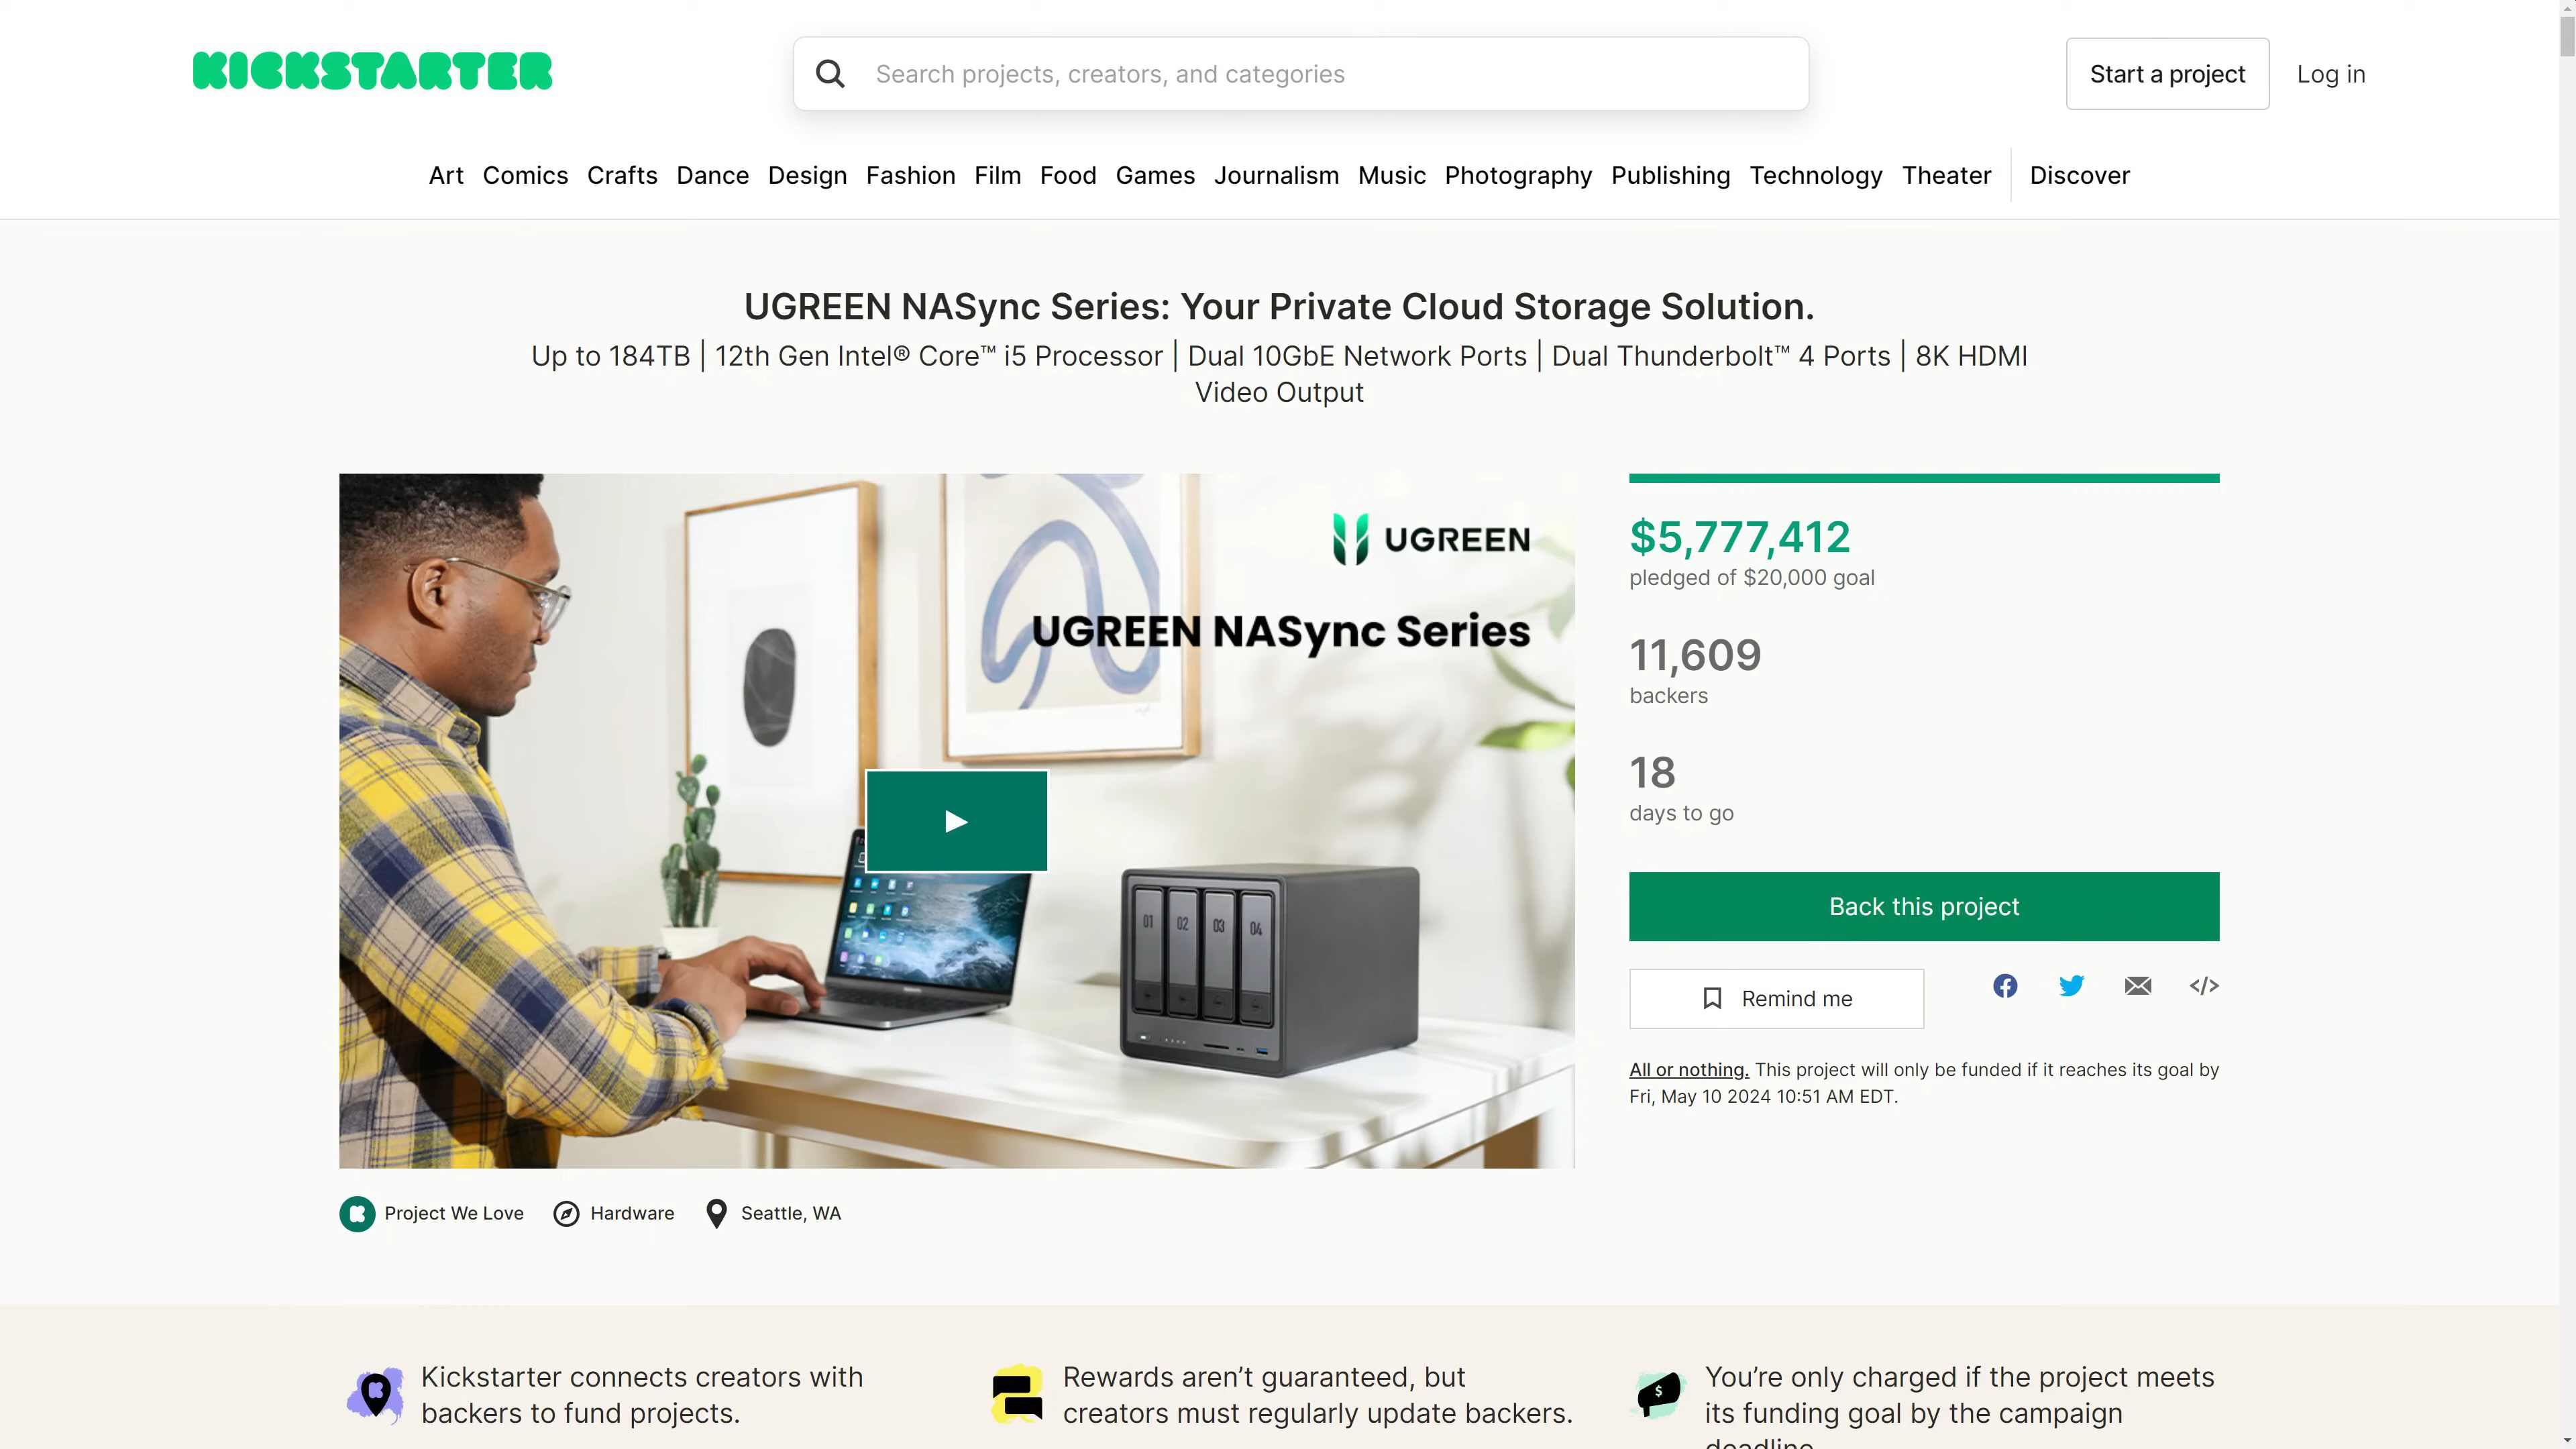 KICKSTARTER
Search projects, creators, and categories
Start a project
Log in
Art Comics Crafts Dance Design Fashion Film Food Games Journalism Music Photography Publishing Technology Theater Discover
UGREEN NASync Series: Your Private Cloud Storage Solution.
Up to 184TB | 12th Gen Intel® Core™ i5 Processor | Dual 10GbE Network Ports | Dual Thunderbolt™ 4 Ports | 8K HDMI
Video Output
UGREEN
UGREEN NASync Series
01 02 03 04
$5,777,412
pledged of $20,000 goal
11,609
backers
18
days to go
Back this project
Remind me
All or nothing. This project will only be funded if it reaches its goal by
Fri, May 10 2024 10:51 AM EDT.
Project We Love
Hardware
Seattle, WA
Kickstarter connects creators with
backers to fund projects.
Rewards aren’t guaranteed, but
creators must regularly update backers.
You’re only charged if the project meets
its funding goal by the campaign
deadline.